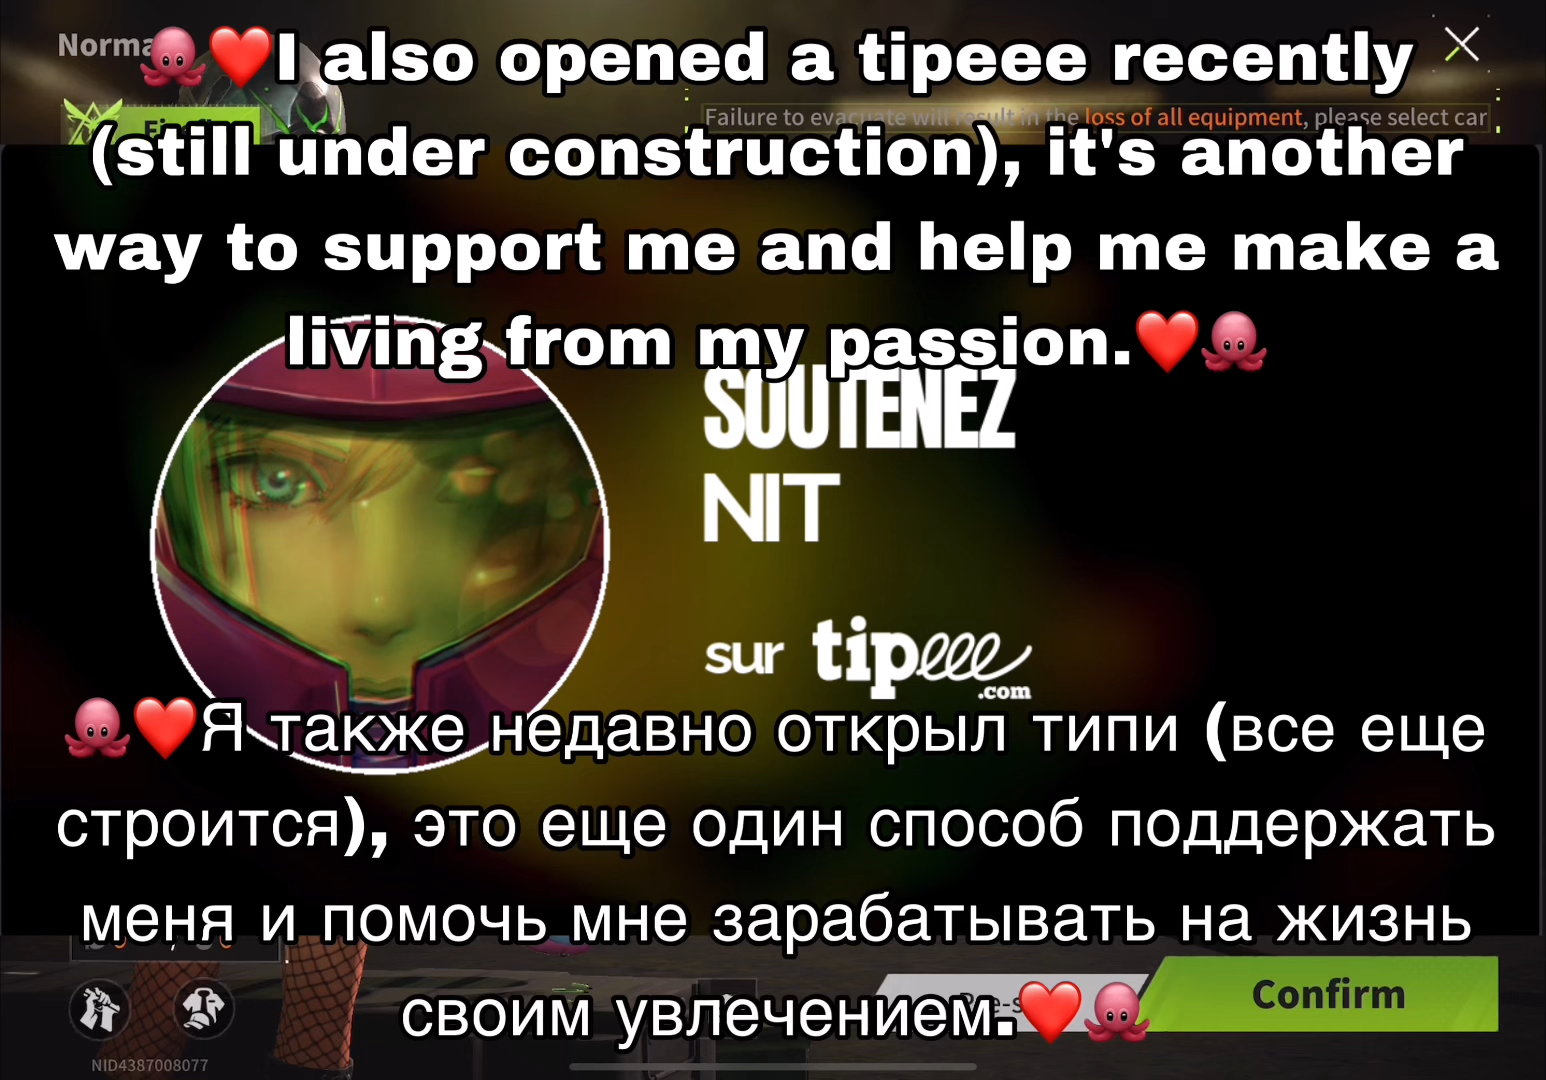 🐙❤️I also opened a tipeee recently
(still under construction), it's another
way to support me and help me make a
living from my passion.❤️🐙
Failure to evacuate will result in the loss of all equipment, please select car
SOUTENEZ
NIT
sur tipeee
.com
🐙❤️Я также недавно открыл типи (все еще
строится), это еще один способ поддержать
меня и помочь мне зарабатывать на жизнь
своим увлечением.❤️🐙
Confirm
NID4387008077